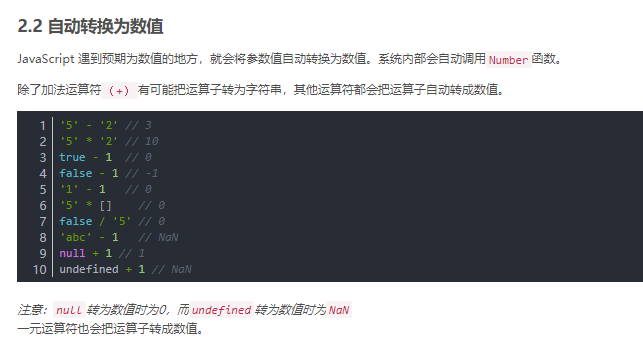 2.2 自动转换为数值
JavaScript 遇到预期为数值的地方，就会将参数值自动转换为数值。系统内部会自动调用 Number 函数。
除了加法运算符（+）有可能把运算子转为字符串，其他运算符都会把运算子自动转成数值。
1 '5' - '2' // 3
2 '5' * '2' // 10
3 true - 1 // 0
4 false - 1 // -1
5 '1' - 1 // 0
6 '5' * [] // 0
7 false / '5' // 0
8 'abc' - 1 // NaN
9 null + 1 // 1
10 undefined + 1 // NaN
注意：null 转为数值时为0，而 undefined 转为数值时为 NaN
一元运算符也会把运算子转成数值。